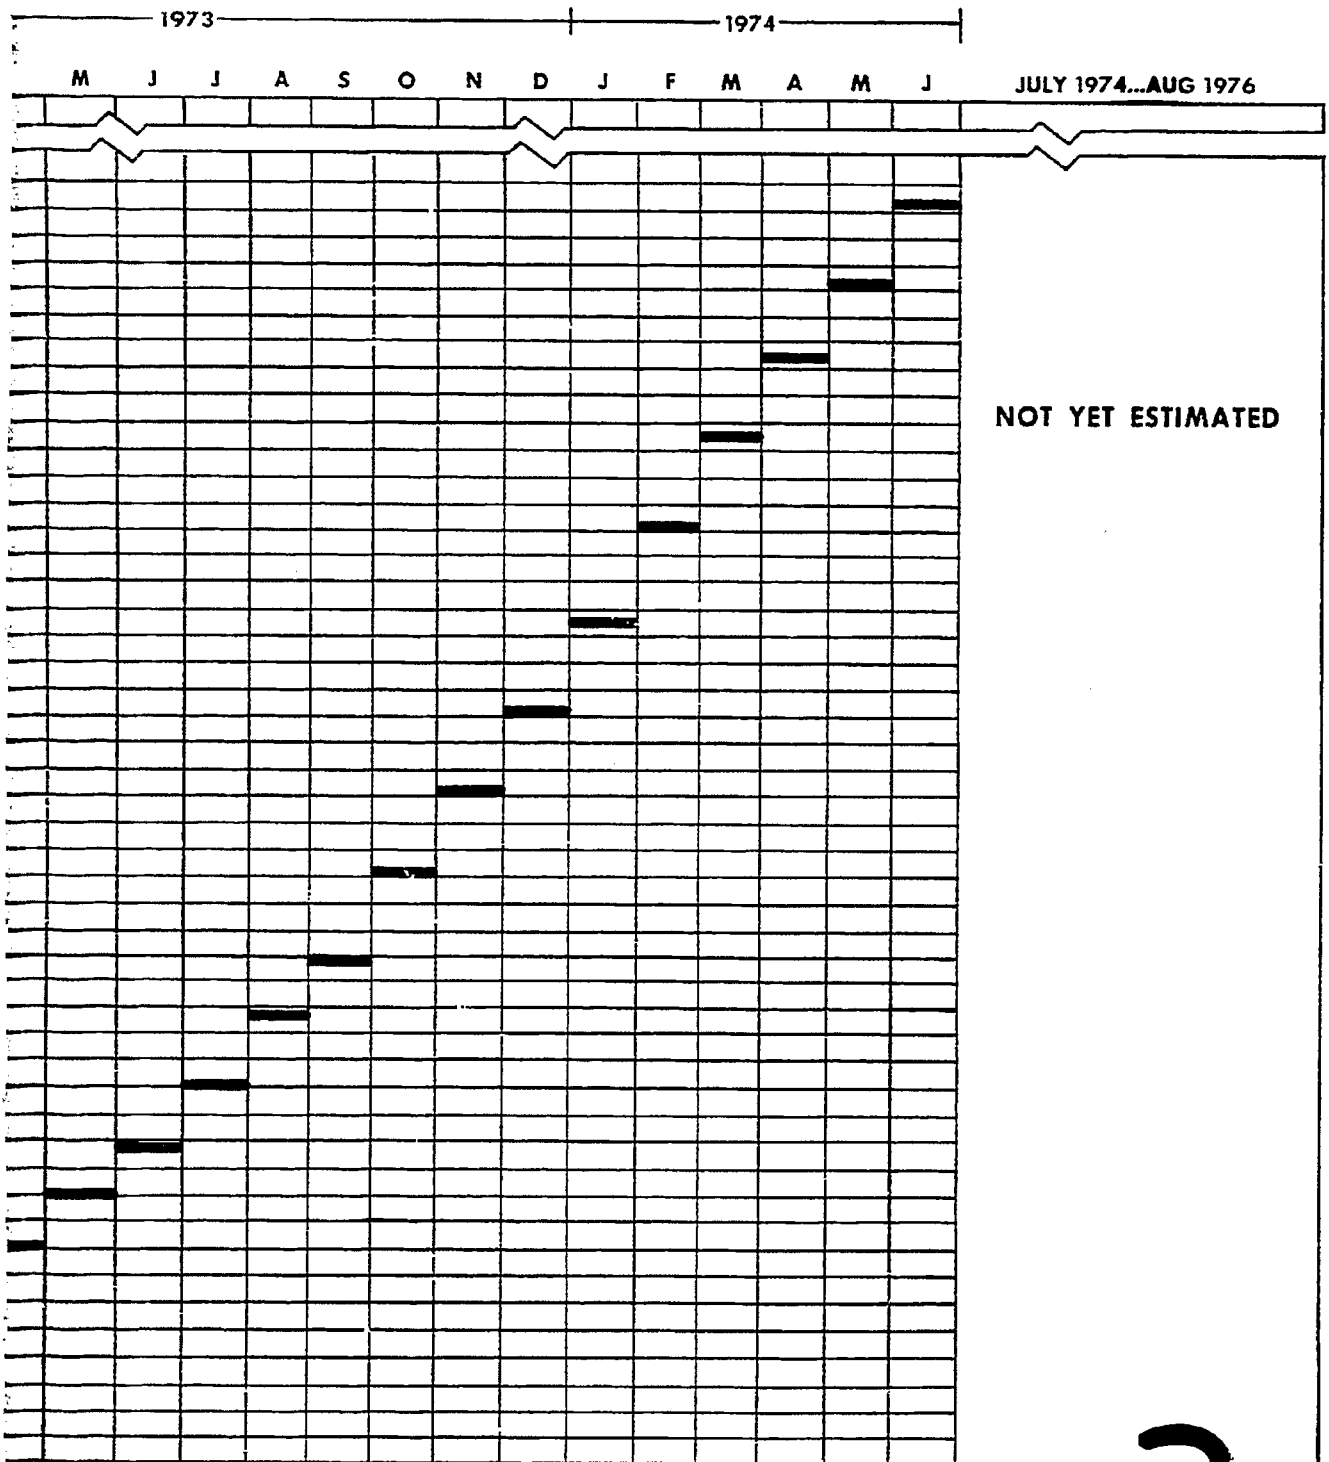 1973 1974
M J J A S O N D J F M A M J JULY 1974...AUG 1976
NOT YET ESTIMATED